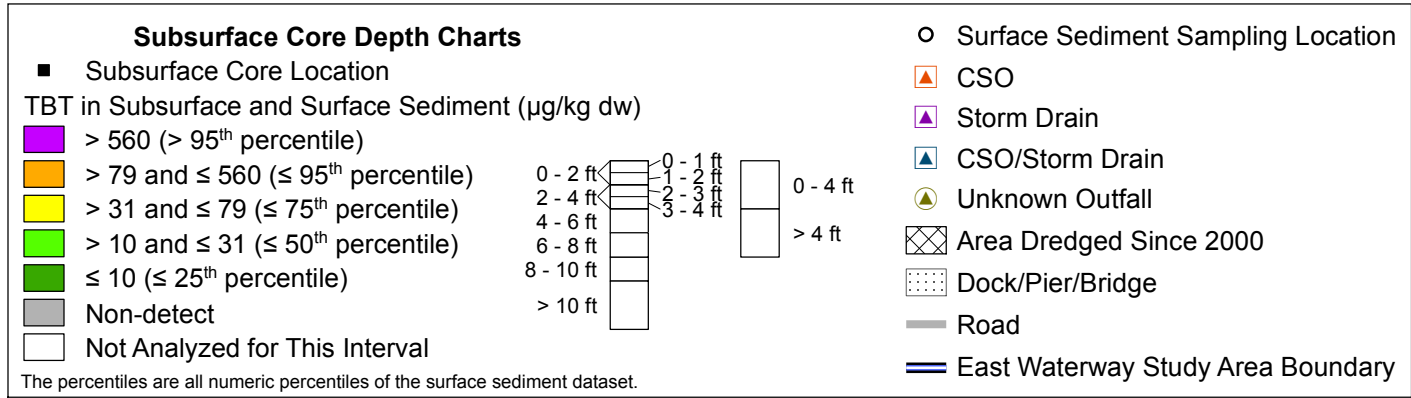 Subsurface Core Depth Charts
Subsurface Core Location
TBT in Subsurface and Surface Sediment (µg/kg dw)
> 560 (> 95th percentile)
> 79 and ≤ 560 (≤ 95th percentile)
> 31 and ≤ 79 (≤ 75th percentile)
> 10 and ≤ 31 (≤ 50th percentile)
≤ 10 (≤ 25th percentile)
Non-detect
Not Analyzed for This Interval
The percentiles are all numeric percentiles of the surface sediment dataset.
0 - 2 ft
2 - 4 ft
4 - 6 ft
6 - 8 ft
8 - 10 ft
> 10 ft
0 - 1 ft
1 - 2 ft
2 - 3 ft
3 - 4 ft
0 - 4 ft
> 4 ft
Surface Sediment Sampling Location
CSO
Storm Drain
CSO/Storm Drain
Unknown Outfall
Area Dredged Since 2000
Dock/Pier/Bridge
Road
East Waterway Study Area Boundary